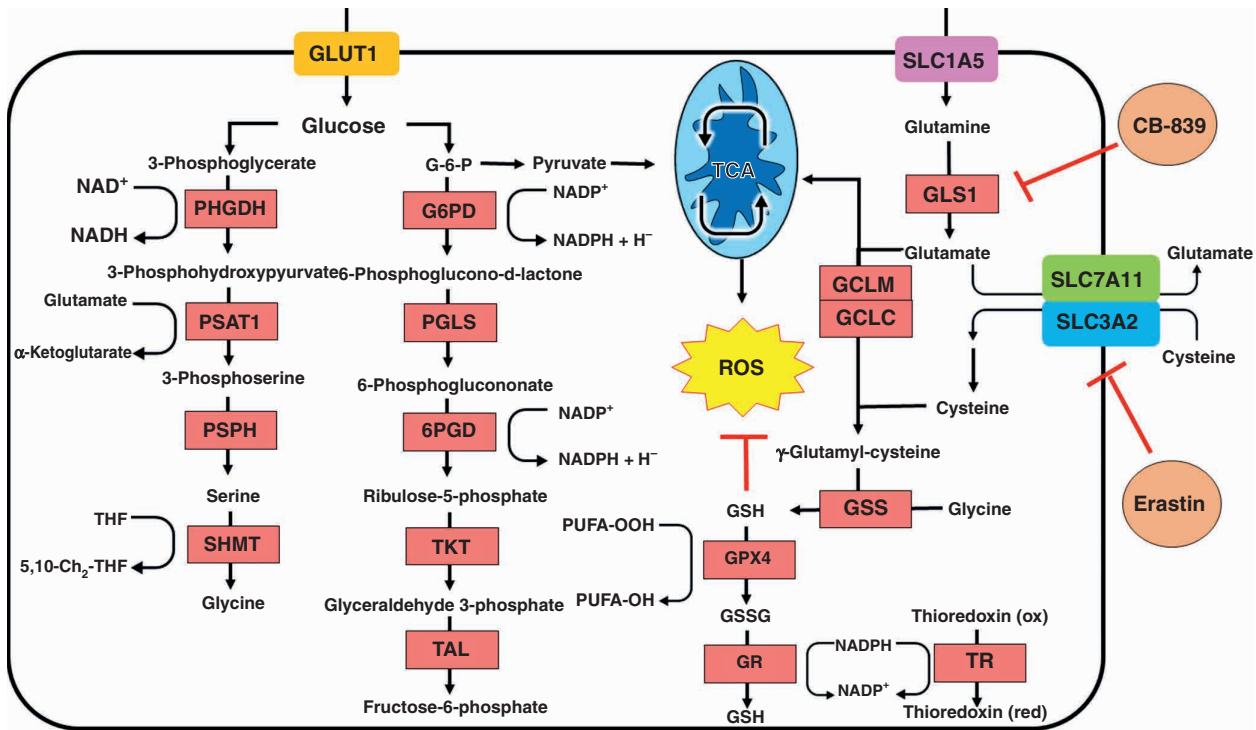 GLUT1
SLC1A5
Glucose
Glutamine
CB-839
3-Phosphoglycerate
G-6-P
Pyruvate
TCA
NAD⁺
PHGDH
NADH
G6PD
NADP⁺
NADPH + H⁻
GLS1
3-Phosphohydroxypyurvate
6-Phosphoglucono-d-lactone
Glutamate
Glutamate
SLC7A11
SLC3A2
Cysteine
GCLM
GCLC
Glutamate
PSAT1
α-Ketoglutarate
PGLS
ROS
3-Phosphoserine
6-Phosphoglucononate
Cysteine
PSPH
6PGD
NADP⁺
NADPH + H⁻
γ-Glutamyl-cysteine
Erastin
Serine
Ribulose-5-phosphate
GSH
GSS
Glycine
THF
SHMT
5,10-Ch₂-THF
TKT
PUFA-OOH
GPX4
PUFA-OH
Glycine
Glyceraldehyde 3-phosphate
GSSG
Thioredoxin (ox)
TAL
GR
NADPH
NADP⁺
TR
Fructose-6-phosphate
GSH
Thioredoxin (red)